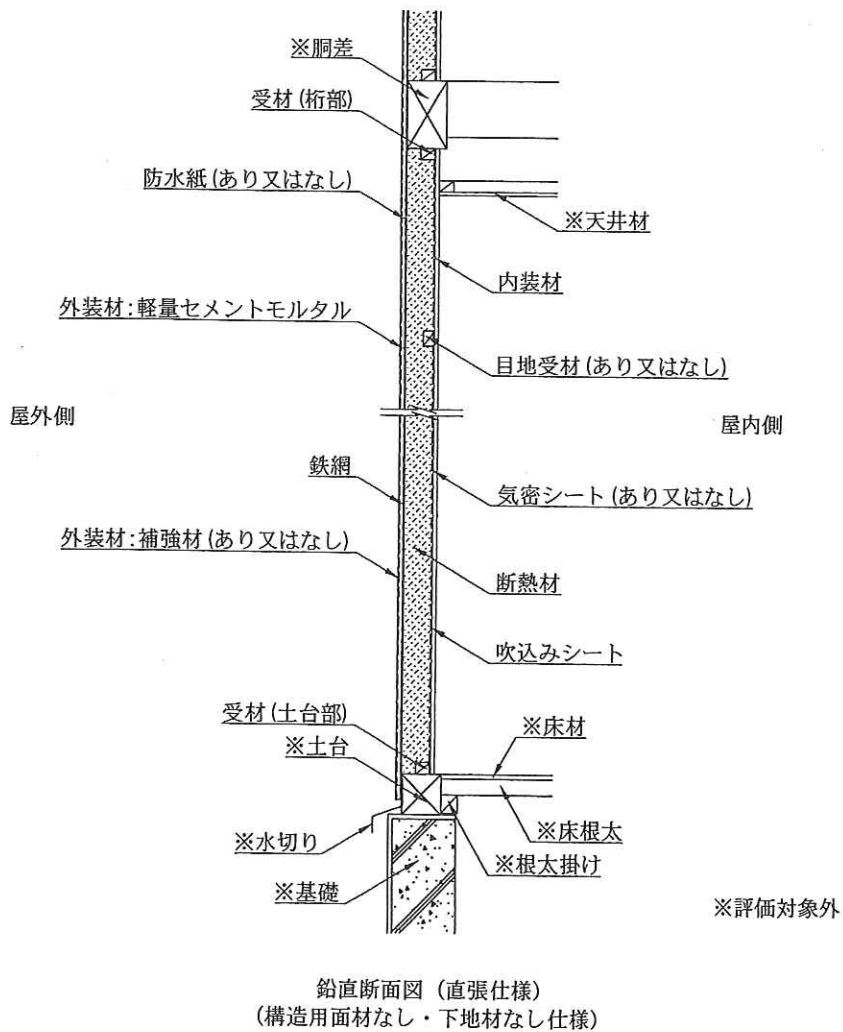 ※胴差
受材(桁部)
防水紙(あり又はなし)
※天井材
内装材
外装材:軽量セメントモルタル
目地受材(あり又はなし)
屋外側
屋内側
鉄網
気密シート(あり又はなし)
外装材:補強材(あり又はなし)
断熱材
吹込みシート
受材(土台部)
※床材
※土台
※床根太
※水切り
※根太掛け
※基礎
※評価対象外
鉛直断面図(直張仕様)
(構造用面材なし・下地材なし仕様)